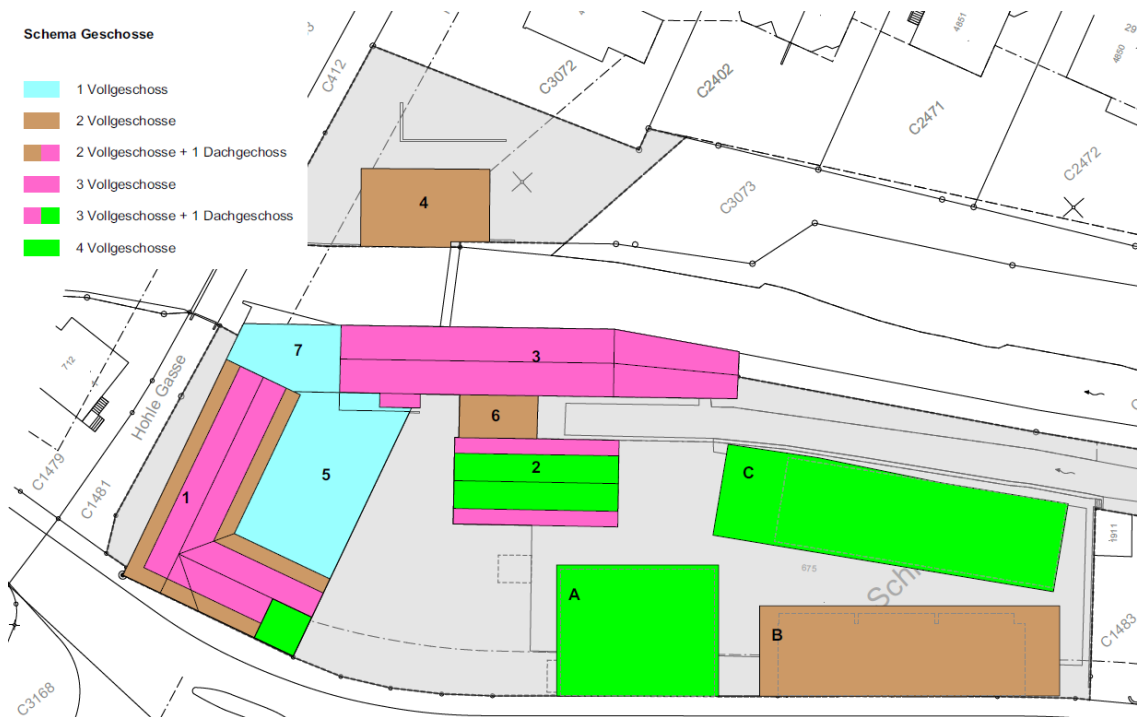 Schema Geschosse
1 Vollgeschoss
2 Vollgeschosse
2 Vollgeschosse + 1 Dachgechoss
3 Vollgeschosse
3 Vollgeschosse + 1 Dachgeschoss
4 Vollgeschosse
C412
C3072
C2402
4851
4850
C2471
C2472
C3073
4
7
3
712
Hohle Gasse
C1479
C1481
1
5
6
2
C
A
B
675
1911
C1483
C3168